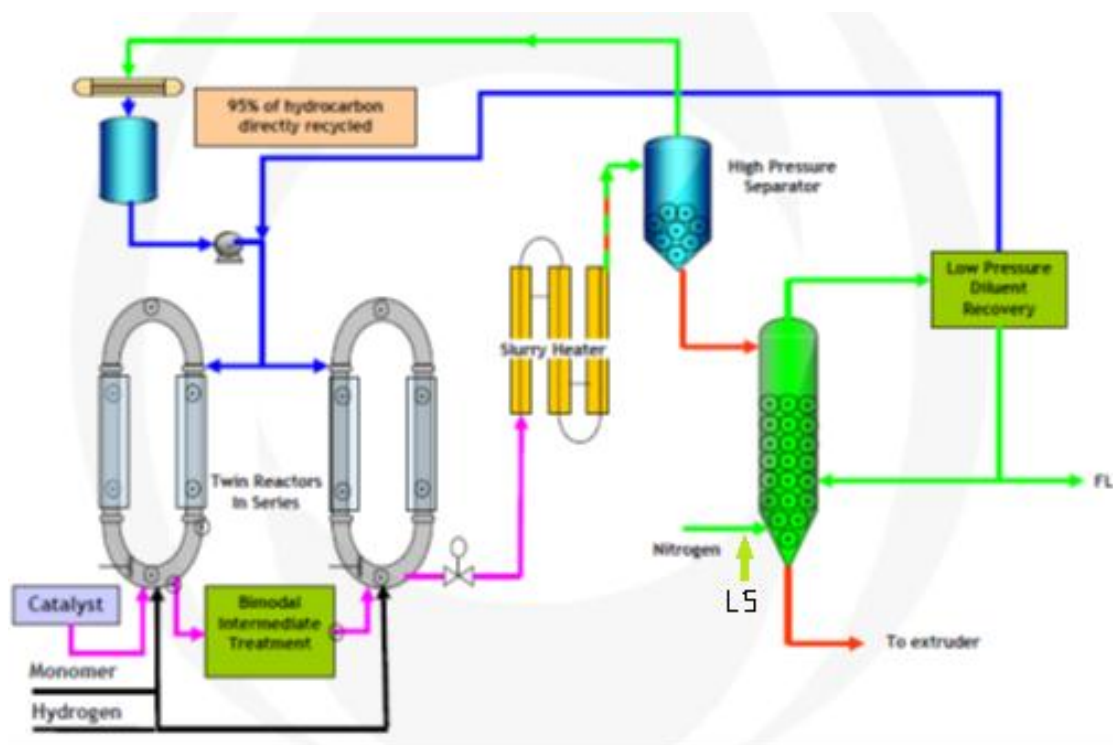 95% of hydrocarbon
directly recycled
High Pressure
Separator
Low Pressure
Diluent
Recovery
Slurry Heater
Twin Reactors
In Series
FL
Nitrogen
LS
Catalyst
Bimodal
Intermediate
Treatment
To extruder
Monomer
Hydrogen